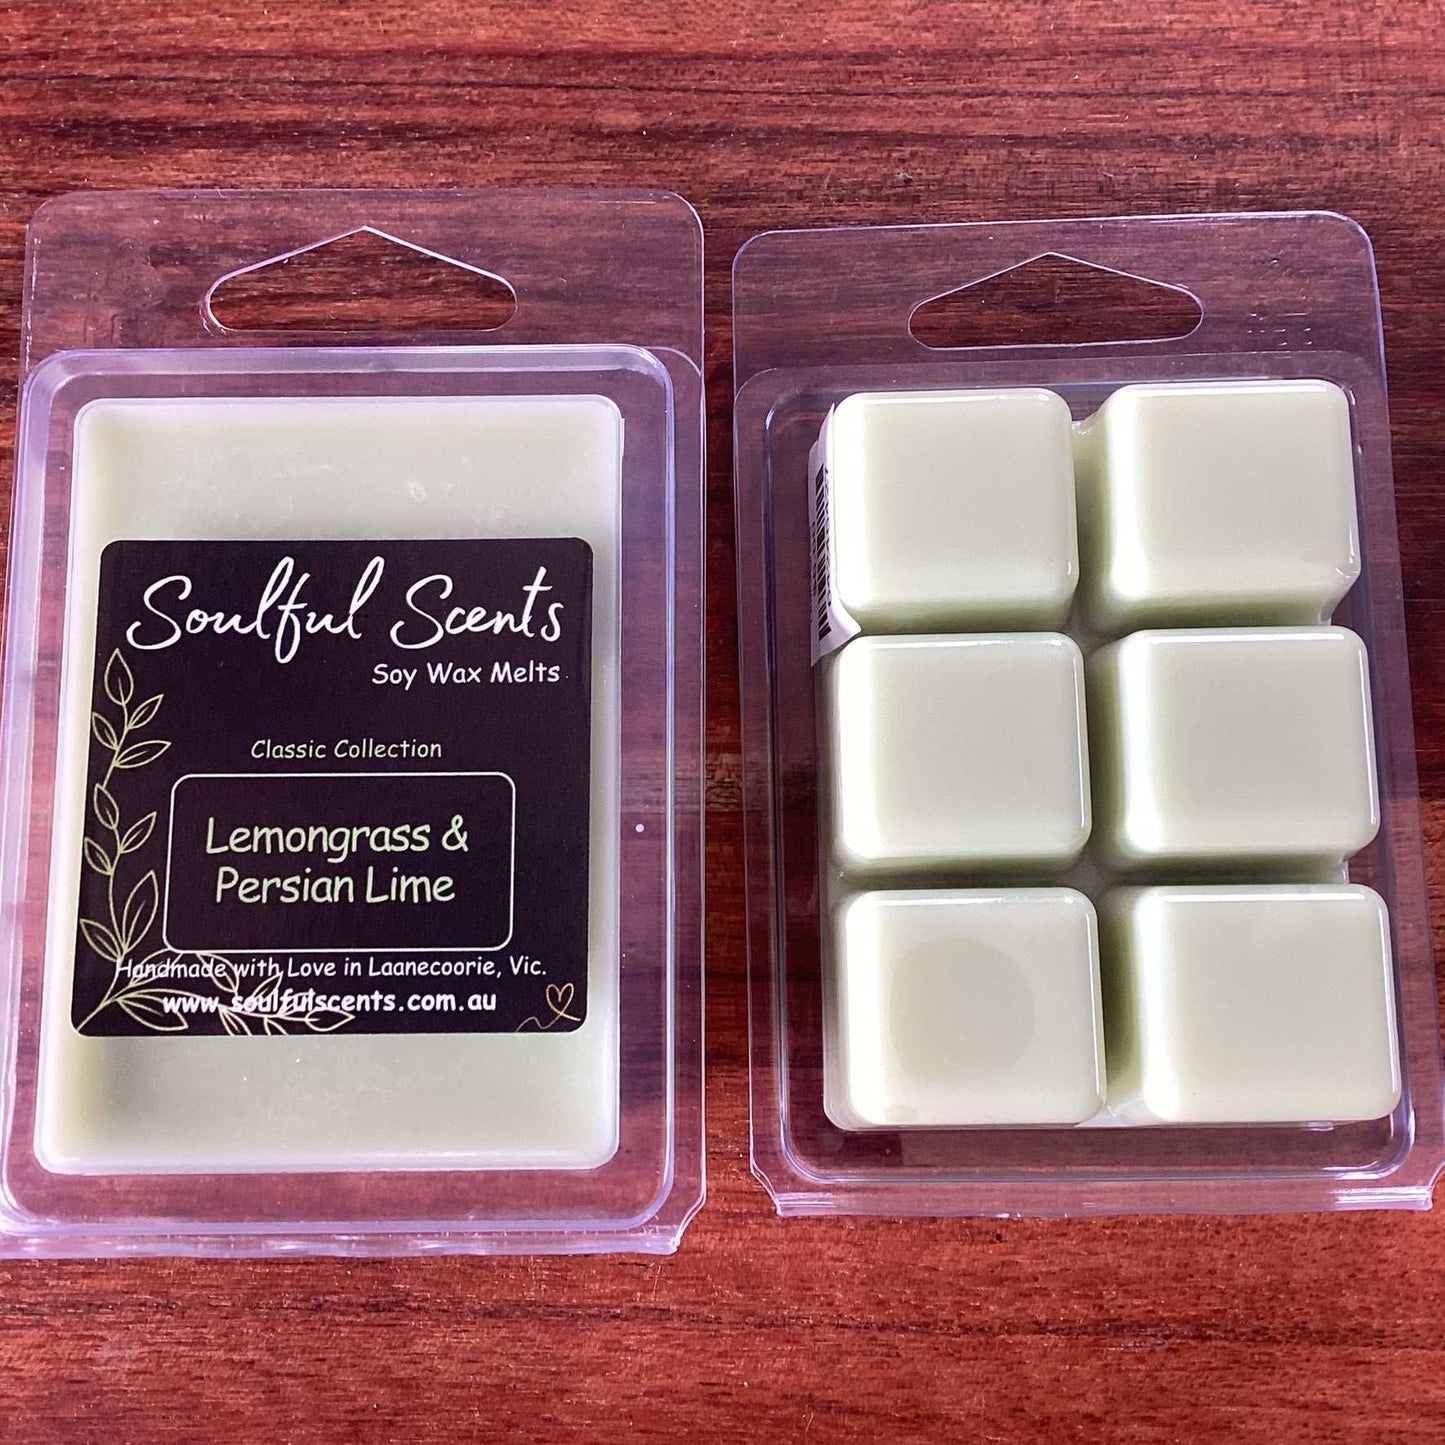 Soulful Scents
Soy Wax Melts
Classic Collection
Lemongrass &
Persian Lime
Handmade with Love in Laanecoorie, Vic.
www.soulfulscents.com.au